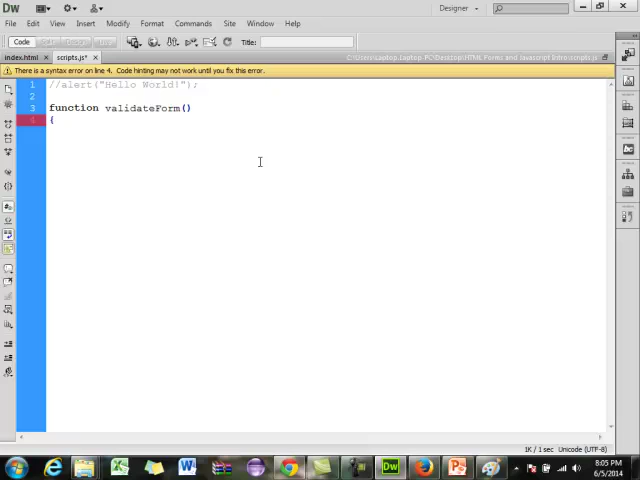 Dw
Designer
File Edit View Insert Modify Format Commands Site Window Help
Code
Title:
index.html × scripts.js* ×
There is a syntax error on line 4. Code hinting may not work until you fix this error.
1 //alert("Hello World!");
2
3 function validateForm()
4 {
1K / 1 sec Unicode (UTF-8)
Dw
8:05 PM
6/5/2014